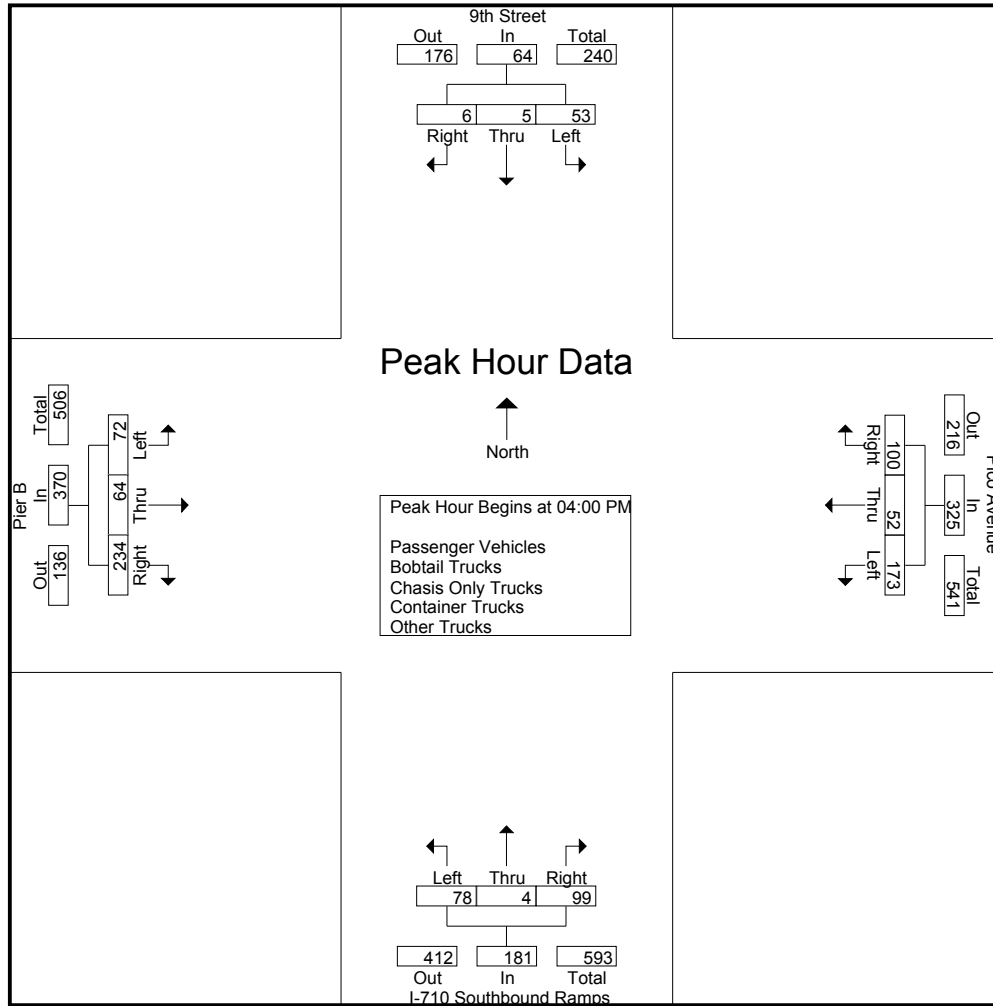 9th Street
Out In Total
176 64 240
6 5 53
Right Thru Left
Peak Hour Data
North
Peak Hour Begins at 04:00 PM
Passenger Vehicles
Bobtail Trucks
Chasis Only Trucks
Container Trucks
Other Trucks
Pier B
Total In Out
506 370 136
72 64 234
Left Thru Right
Right Thru Left
100 52 173
216 325 541
Out In Total
Pico Avenue
Left Thru Right
78 4 99
412 181 593
Out In Total
I-710 Southbound Ramps